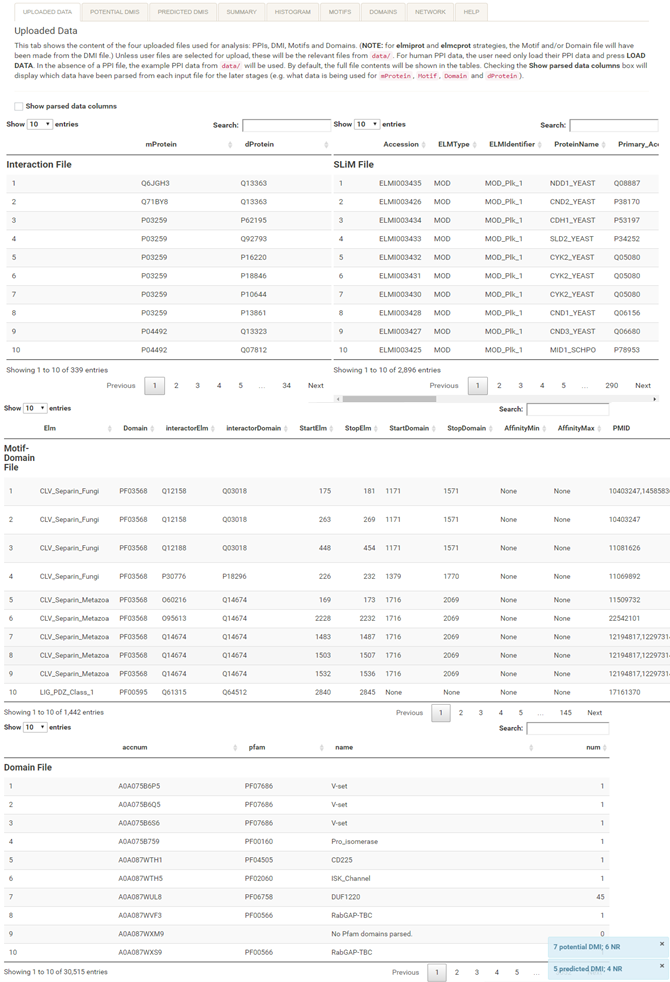 UPLOADED DATA POTENTIAL DMIS PREDICTED DMIS SUMMARY HISTOGRAM MOTIFS DOMAINS NETWORK HELP
Uploaded Data
This tab shows the content of the four uploaded files used for analysis: PPIs, DMI, Motifs and Domains. (NOTE: for elmiprot and elmcprot strategies, the Motif and/or Domain file will have
been made from the DMI file.) Unless user files are selected for upload, these will be the relevant files from data/. For human PPI data, the user need only load their PPI data and press LOAD
DATA. In the absence of a PPI file, the example PPI data from data/ will be used. By default, the full file contents will be shown in the tables. Checking the Show parsed data columns box will
display which data have been parsed from each input file for the later stages (e.g. what data is being used for mProtein, Motif, Domain and dProtein).
Show parsed data columns
Show 10 entries Search: Show 10 entries Search:
mProtein dProtein Accession ELMType ELMIdentifier ProteinName Primary_Acc
Interaction File SLiM File
1 Q6JGH3 Q13363 1 ELMI003435 MOD MOD_Plk_1 NDD1_YEAST Q08887
2 Q71BY8 Q13363 2 ELMI003426 MOD MOD_Plk_1 CND2_YEAST P38170
3 P03259 P62195 3 ELMI003434 MOD MOD_Plk_1 CDH1_YEAST P53197
4 P03259 Q92793 4 ELMI003433 MOD MOD_Plk_1 SLD2_YEAST P34252
5 P03259 P16220 5 ELMI003432 MOD MOD_Plk_1 CYK2_YEAST Q05080
6 P03259 P18846 6 ELMI003431 MOD MOD_Plk_1 CYK2_YEAST Q05080
7 P03259 P10644 7 ELMI003430 MOD MOD_Plk_1 CYK2_YEAST Q05080
8 P03259 P13861 8 ELMI003428 MOD MOD_Plk_1 CND1_YEAST Q06156
9 P04492 Q13323 9 ELMI003427 MOD MOD_Plk_1 CND3_YEAST Q06680
10 P04492 Q07812 10 ELMI003425 MOD MOD_Plk_1 MID1_SCHPO P78953
Showing 1 to 10 of 339 entries Showing 1 to 10 of 2,896 entries
Previous 1 2 3 4 5 ... 34 Next Previous 1 2 3 4 5 ... 290 Next
Show 10 entries Search:
Elm Domain interactorElm interactorDomain StartElm StopElm StartDomain StopDomain AffinityMin AffinityMax PMID
Motif-
Domain
File
1 CLV_Separin_Fungi PF03568 Q12158 Q03018 175 181 1171 1571 None None 10403247,1458583
2 CLV_Separin_Fungi PF03568 Q12158 Q03018 263 269 1171 1571 None None 10403247
3 CLV_Separin_Fungi PF03568 Q12188 Q03018 448 454 1171 1571 None None 11081626
4 CLV_Separin_Fungi PF03568 P30776 P18296 226 232 1379 1770 None None 11069892
5 CLV_Separin_Metazoa PF03568 O60216 Q14674 169 173 1716 2069 None None 11509732
6 CLV_Separin_Metazoa PF03568 O95613 Q14674 2228 2232 1716 2069 None None 22542101
7 CLV_Separin_Metazoa PF03568 Q14674 Q14674 1483 1487 1716 2069 None None 12194817,1229731
8 CLV_Separin_Metazoa PF03568 Q14674 Q14674 1503 1507 1716 2069 None None 12194817,1229731
9 CLV_Separin_Metazoa PF03568 Q14674 Q14674 1532 1536 1716 2069 None None 12194817,1229731
10 LIG_PDZ_Class_1 PF00595 Q61315 Q64512 2840 2845 None None None None 17161370
Showing 1 to 10 of 1,442 entries Previous 1 2 3 4 5 ... 145 Next
Show 10 entries Search:
accnum pfam name num
Domain File
1 A0A075B6P5 PF07686 V-set 1
2 A0A075B6Q5 PF07686 V-set 1
3 A0A075B6S6 PF07686 V-set 1
4 A0A075B759 PF00160 Pro_isomerase 1
5 A0A087WTH1 PF04505 CD225 1
6 A0A087WTH5 PF02060 ISK_Channel 1
7 A0A087WUL8 PF06758 DUF1220 45
8 A0A087WVF3 PF00566 RabGAP-TBC 1
9 A0A087WXM9 No Pfam domains parsed. 0
10 A0A087WXS9 PF00566 RabGAP-TBC
7 potential DMI; 6 NR
5 predicted DMI; 4 NR
Showing 1 to 10 of 30,515 entries Previous 1 2 3 4 5 ...